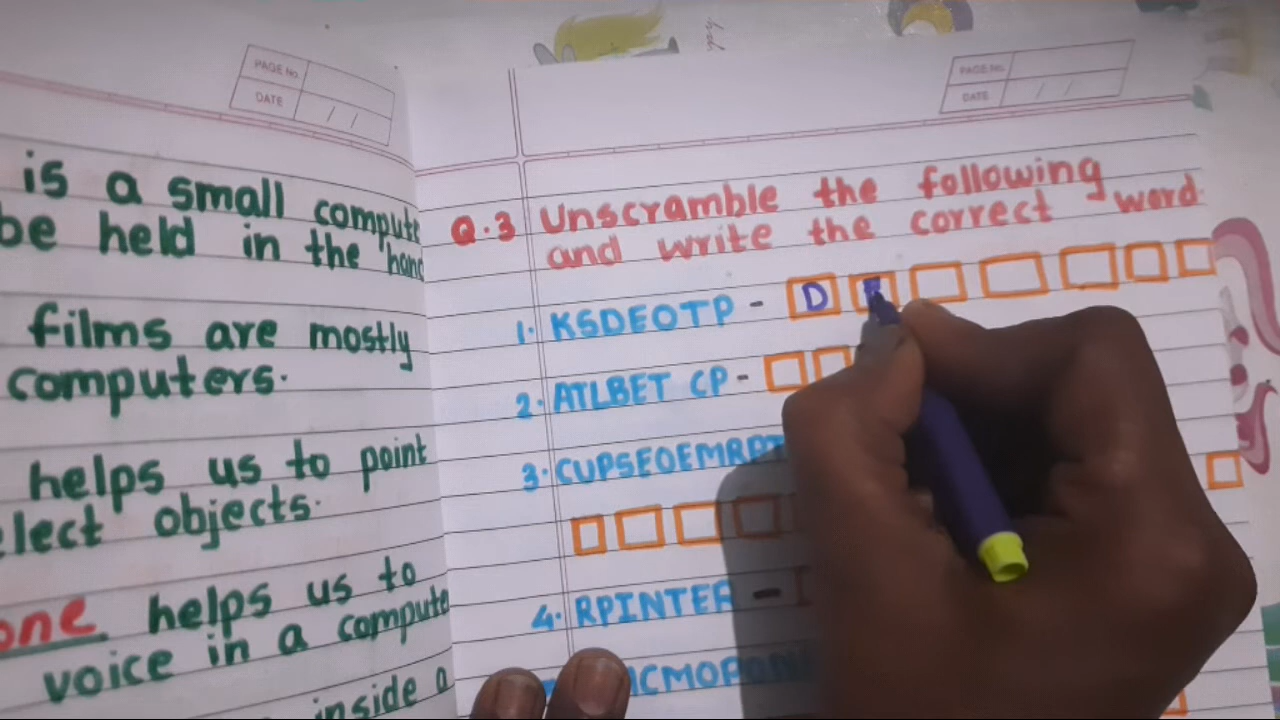 PAGE No.
DATE / /
is a small compute
be held in the hand
films are mostly
computers.
helps us to point
elect objects.
one helps us to
voice in a compute
inside a
PAGE No.
DATE / /
Q.3 Unscramble the following
and write the correct word.
1. KSDEOTP - D
2. ATLBET CP -
3. CUPSEOEMRPT
4. RPINTER -